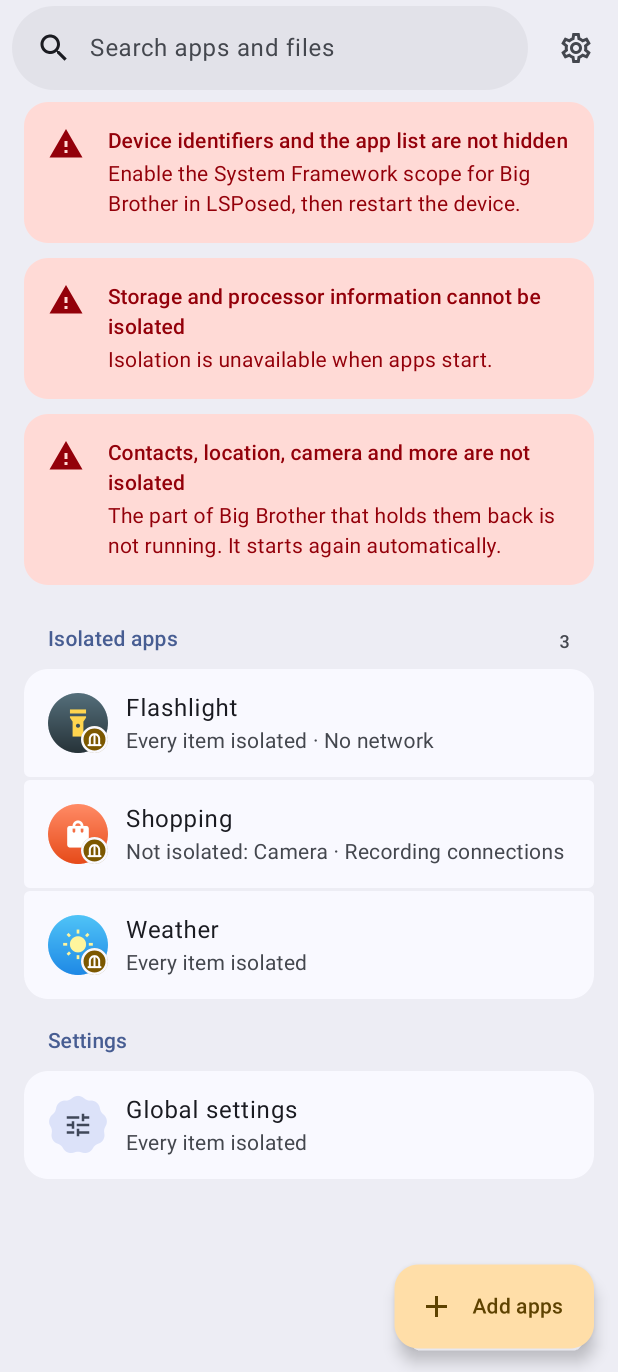 Search apps and files
Device identifiers and the app list are not hidden
Enable the System Framework scope for Big
Brother in LSPosed, then restart the device.
Storage and processor information cannot be
isolated
Isolation is unavailable when apps start.
Contacts, location, camera and more are not
isolated
The part of Big Brother that holds them back is
not running. It starts again automatically.
Isolated apps
3
Flashlight
Every item isolated · No network
Shopping
Not isolated: Camera · Recording connections
Weather
Every item isolated
Settings
Global settings
Every item isolated
Add apps